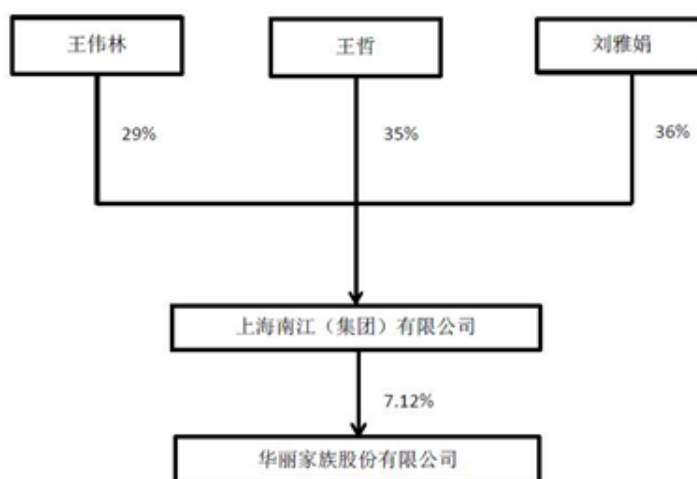 王伟林
王哲
刘雅娟
29%
35%
36%
上海南江（集团）有限公司
7.12%
华丽家族股份有限公司